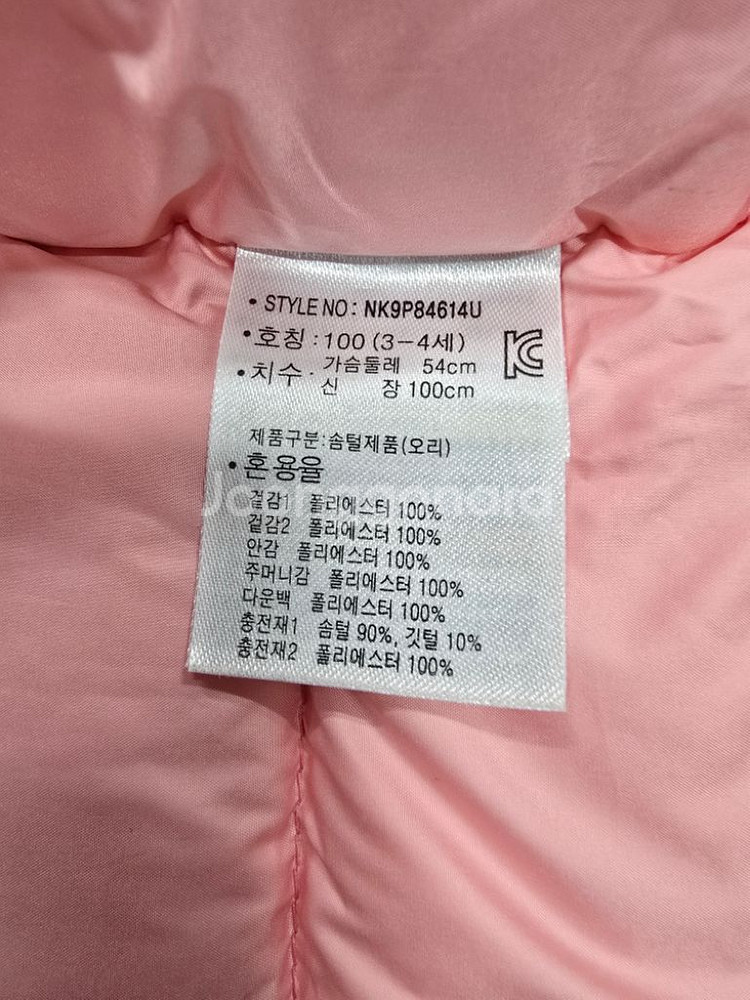 • STYLE NO : NK9P84614U
• 호칭 : 100 (3-4세)
• 치수 : 가슴둘레 54cm
신 장 100cm
제품구분:솜털제품(오리)
• 혼용율
겉감1 폴리에스터 100%
겉감2 폴리에스터 100%
안감 폴리에스터 100%
주머니감 폴리에스터 100%
다운백 폴리에스터 100%
충전재1 솜털 90%, 깃털 10%
충전재2 폴리에스터 100%